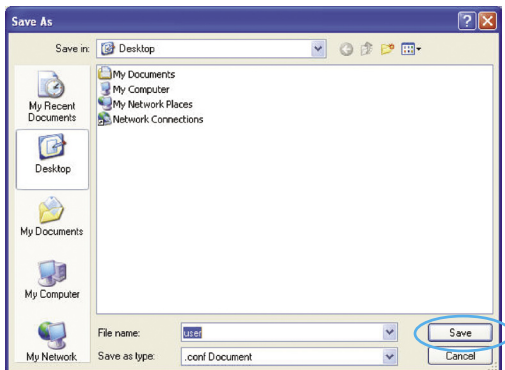 Save As
Save in:
Desktop
My Recent
Documents
Desktop
My Documents
My Computer
My Network
My Documents
My Computer
My Network Places
Network Connections
File name:
user
Save
Save as type:
.conf Document
Cancel